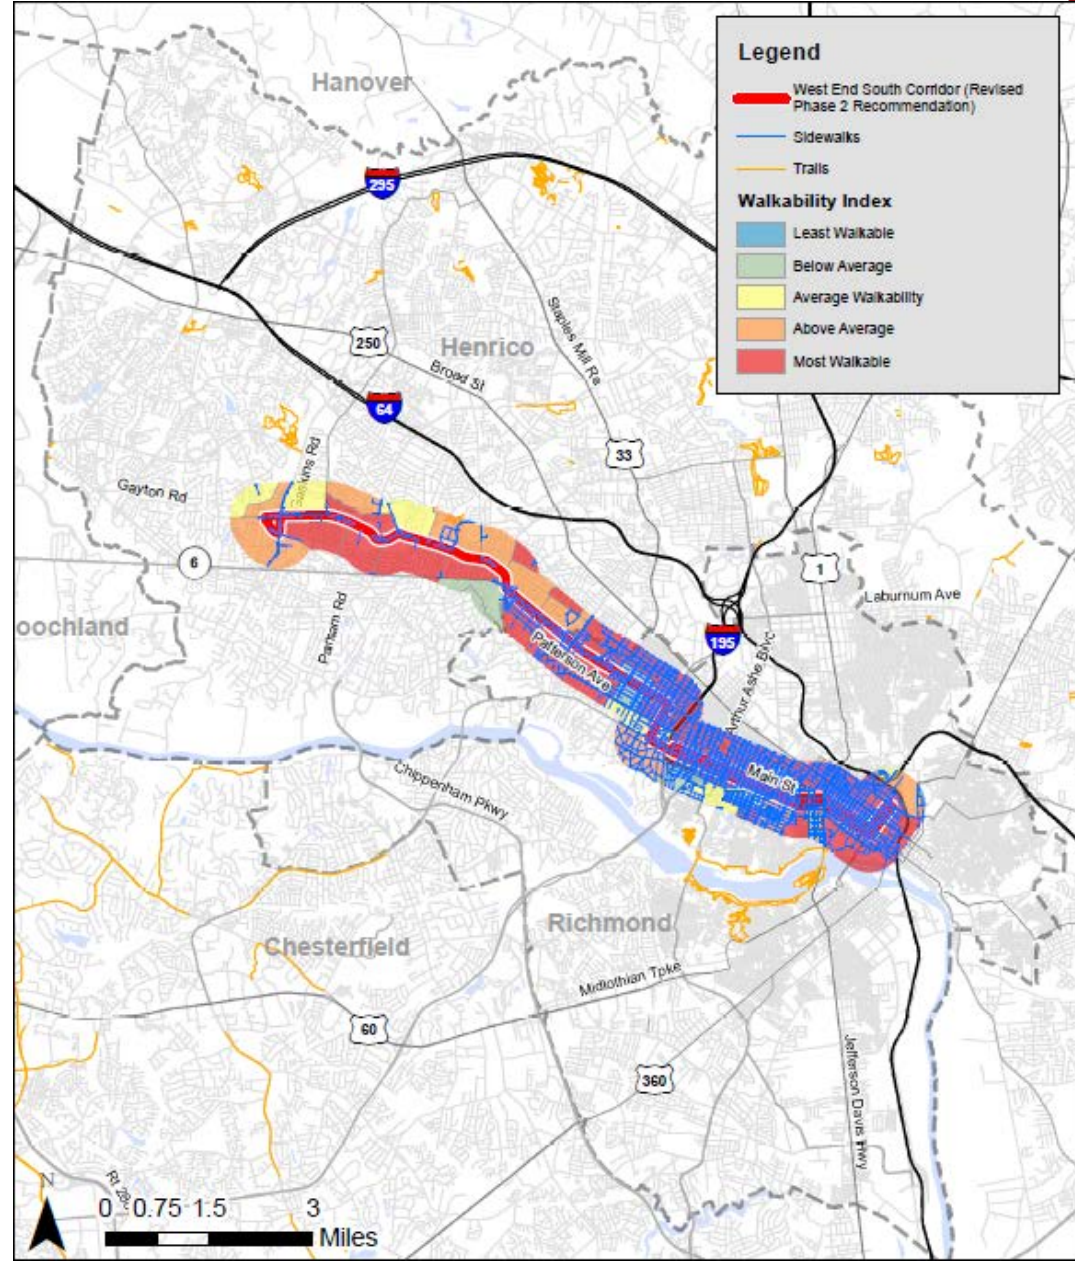 Legend
West End South Corridor (Revised
Phase 2 Recommendation)
Sidewalks
Trails
Walkability Index
Least Walkable
Below Average
Average Walkability
Above Average
Most Walkable
Hanover
295
Staples Mill Ra
250
Henrico
Broad St
64
33
Gayton Rd
6
1
Laburnum Ave
oochland
Parham Rd
Patterson Ave
195
Arthur Ashe Blvc
Main St
Chippenham Pkwy
Richmond
Chesterfield
Midlothian Tpke
60
360
Jefferson Davis Hwy
N
0 0.75 1.5 3
Miles